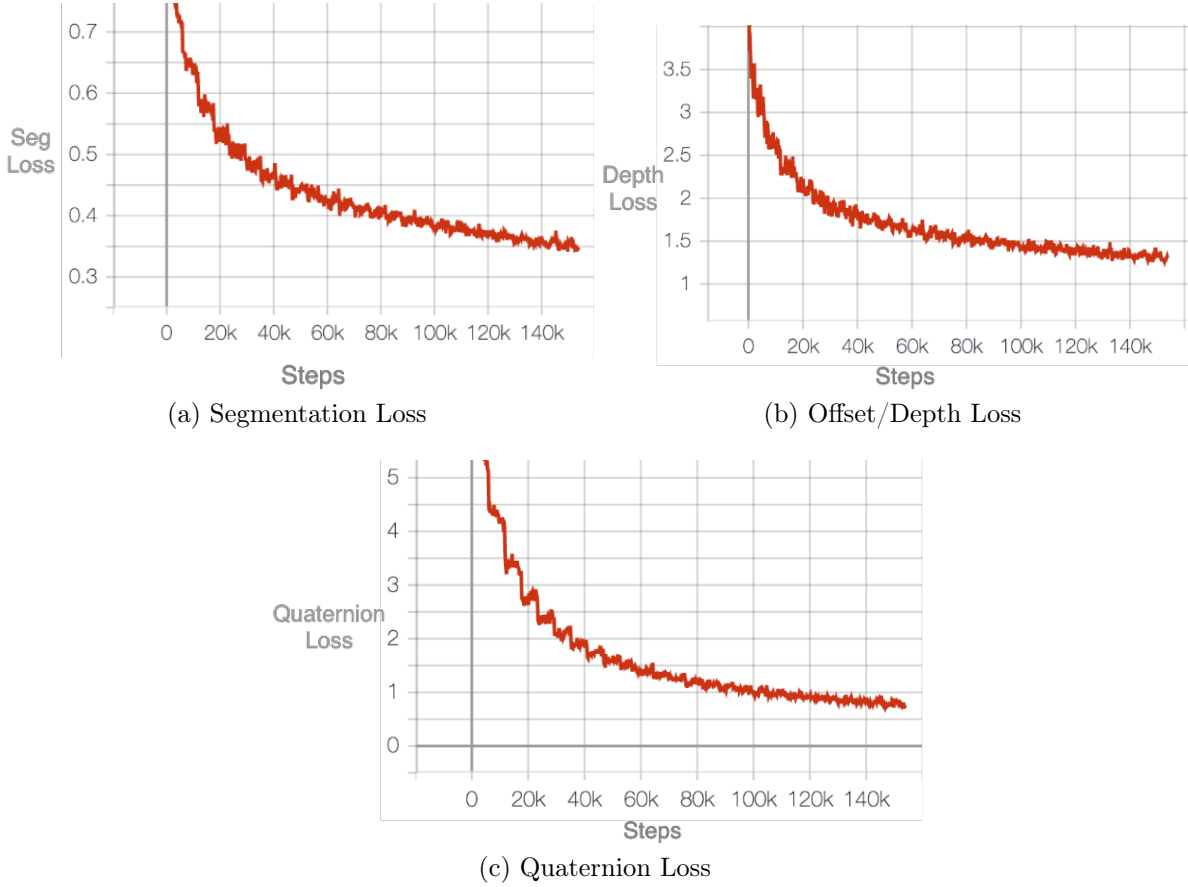 0.7
0.6
0.5
0.4
0.3
Seg
Loss
0 20k 40k 60k 80k 100k 120k 140k
Steps
(a) Segmentation Loss
3.5
3
2.5
2
1.5
1
Depth
Loss
0 20k 40k 60k 80k 100k 120k 140k
Steps
(b) Offset/Depth Loss
5
4
3
2
1
0
Quaternion
Loss
0 20k 40k 60k 80k 100k 120k 140k
Steps
(c) Quaternion Loss